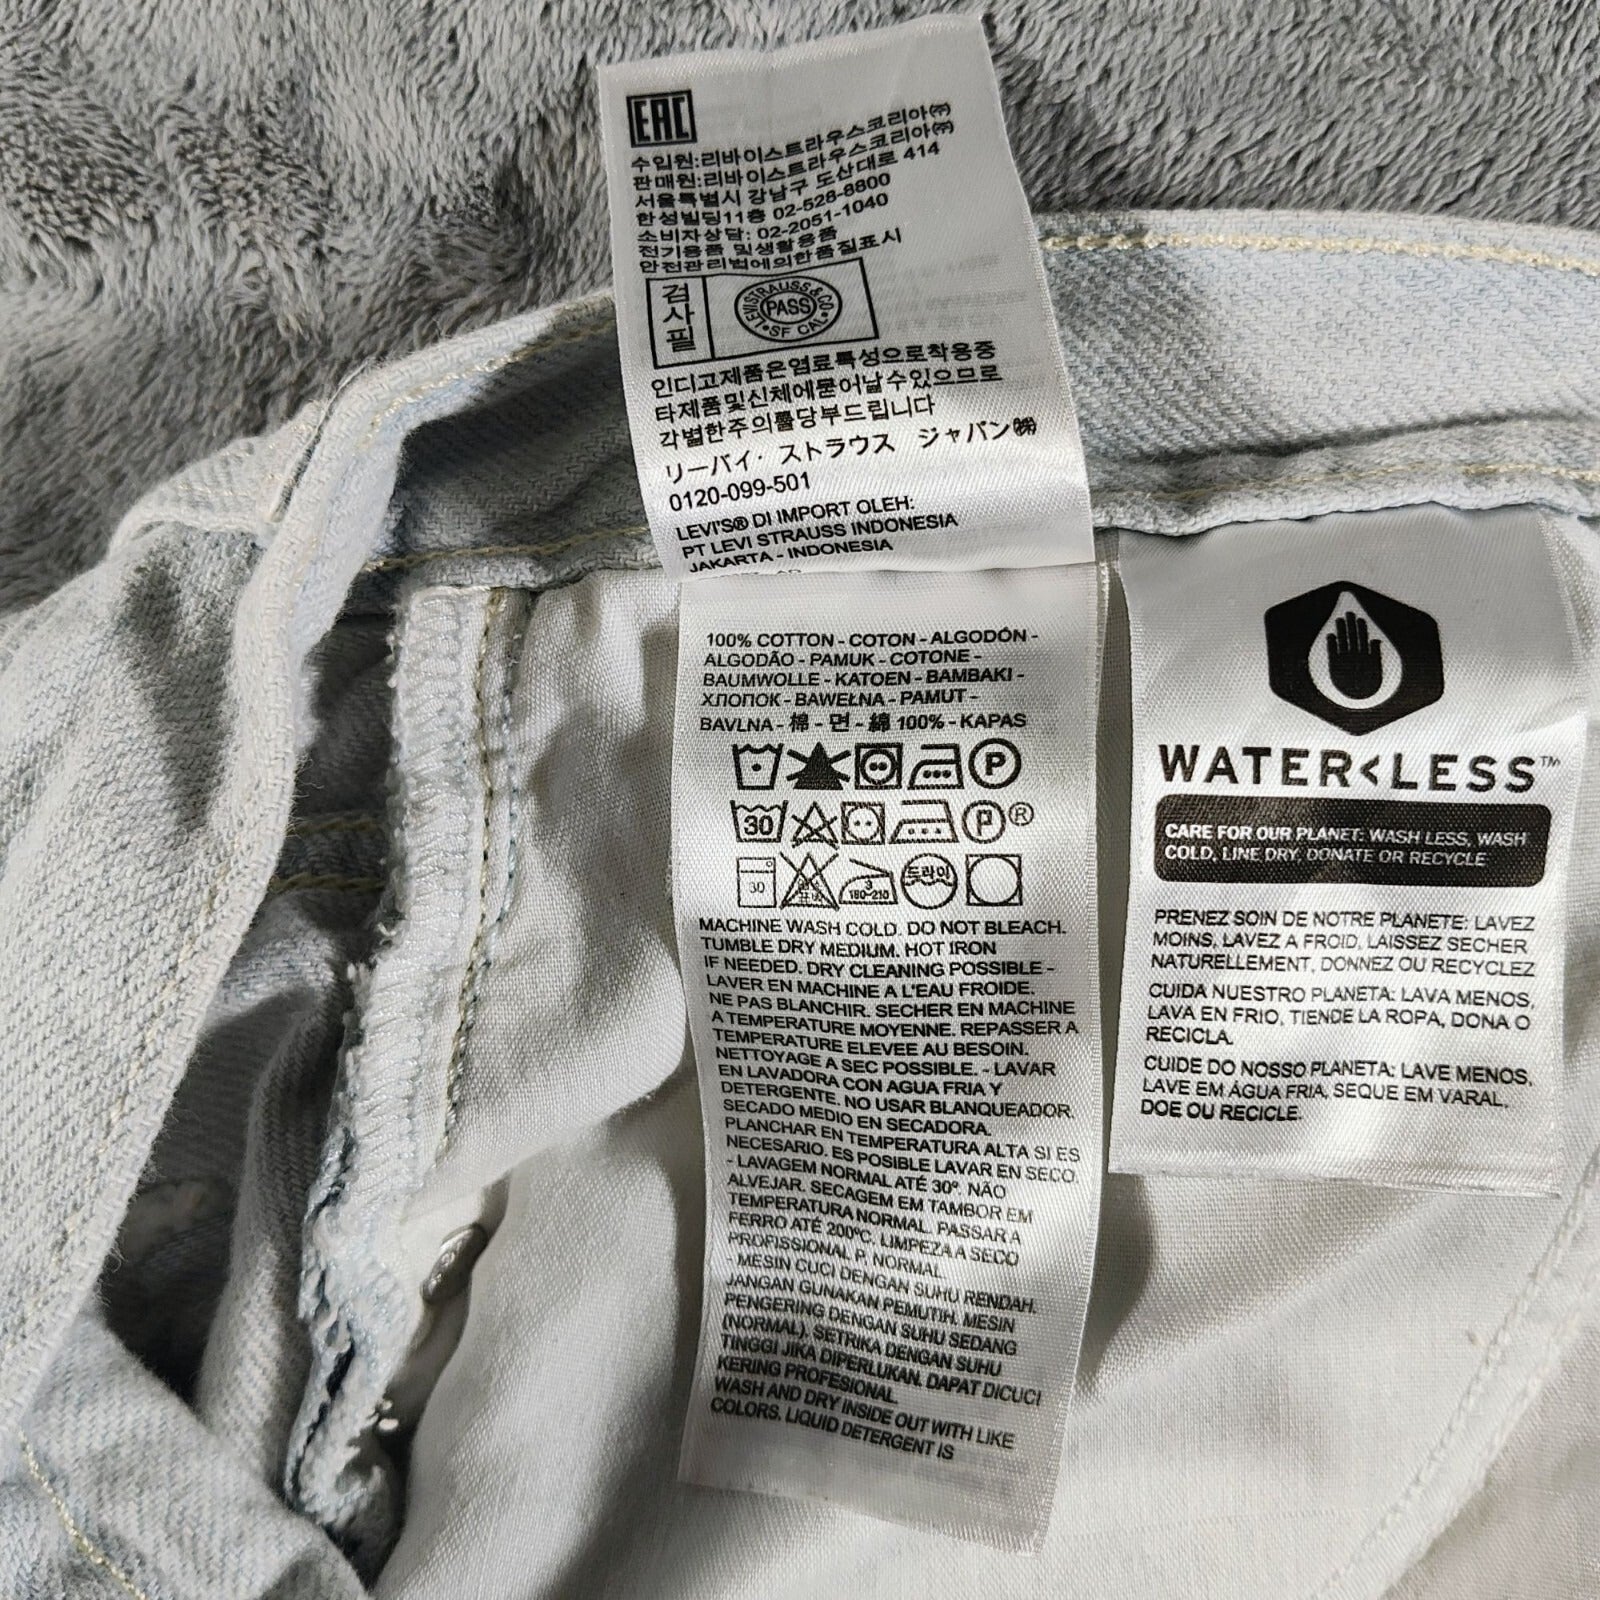 EAC
수입원:리바이스트라우스코리아㈜
판매원:리바이스트라우스코리아㈜
서울특별시 강남구 도산대로 414
한성빌딩11층 02-528-8800
소비자상담: 02-2051-1040
전기용품 및생활용품
안전관리법에의한품질표시
검사필
LEVI STRAUSS & CO
PASS
SF CAL
인디고제품은염료특성으로착용중
타제품및신체에묻어날수있으므로
각별한주의를당부드립니다
リーバイ・ストラウス ジャパン㈱
0120-099-501
LEVI'S® DI IMPORT OLEH:
PT LEVI STRAUSS INDONESIA
JAKARTA - INDONESIA
100% COTTON - COTON - ALGODÓN -
ALGODÃO - PAMUK - COTONE -
BAUMWOLLE - KATOEN - BAMBAKI -
ХЛОПОК - BAWEŁNA - PAMUT -
BAVLNA - 棉 - 면 - 綿 100% - KAPAS
P
30 P ®
30 3 180~210 드라이
MACHINE WASH COLD. DO NOT BLEACH.
TUMBLE DRY MEDIUM. HOT IRON
IF NEEDED. DRY CLEANING POSSIBLE -
LAVER EN MACHINE A L'EAU FROIDE.
NE PAS BLANCHIR. SECHER EN MACHINE
A TEMPERATURE MOYENNE. REPASSER A
TEMPERATURE ELEVEE AU BESOIN.
NETTOYAGE A SEC POSSIBLE. - LAVAR
EN LAVADORA CON AGUA FRIA Y
DETERGENTE. NO USAR BLANQUEADOR.
SECADO MEDIO EN SECADORA.
PLANCHAR EN TEMPERATURA ALTA SI ES
NECESARIO. ES POSIBLE LAVAR EN SECO.
- LAVAGEM NORMAL ATÉ 30º. NÃO
ALVEJAR. SECAGEM EM TAMBOR EM
TEMPERATURA NORMAL. PASSAR A
FERRO ATÉ 200ºC. LIMPEZA A SECO
PROFISSIONAL P. NORMAL.
- MESIN CUCI DENGAN SUHU RENDAH.
JANGAN GUNAKAN PEMUTIH. MESIN
PENGERING DENGAN SUHU SEDANG
(NORMAL). SETRIKA DENGAN SUHU
TINGGI JIKA DIPERLUKAN. DAPAT DICUCI
KERING PROFESIONAL.
WASH AND DRY INSIDE OUT WITH LIKE
COLORS. LIQUID DETERGENT IS
WATER<LESS™
CARE FOR OUR PLANET: WASH LESS, WASH
COLD, LINE DRY, DONATE OR RECYCLE
PRENEZ SOIN DE NOTRE PLANETE: LAVEZ
MOINS, LAVEZ A FROID, LAISSEZ SECHER
NATURELLEMENT, DONNEZ OU RECYCLEZ
CUIDA NUESTRO PLANETA: LAVA MENOS,
LAVA EN FRIO, TIENDE LA ROPA, DONA O
RECICLA.
CUIDE DO NOSSO PLANETA: LAVE MENOS,
LAVE EM ÁGUA FRIA, SEQUE EM VARAL,
DOE OU RECICLE.